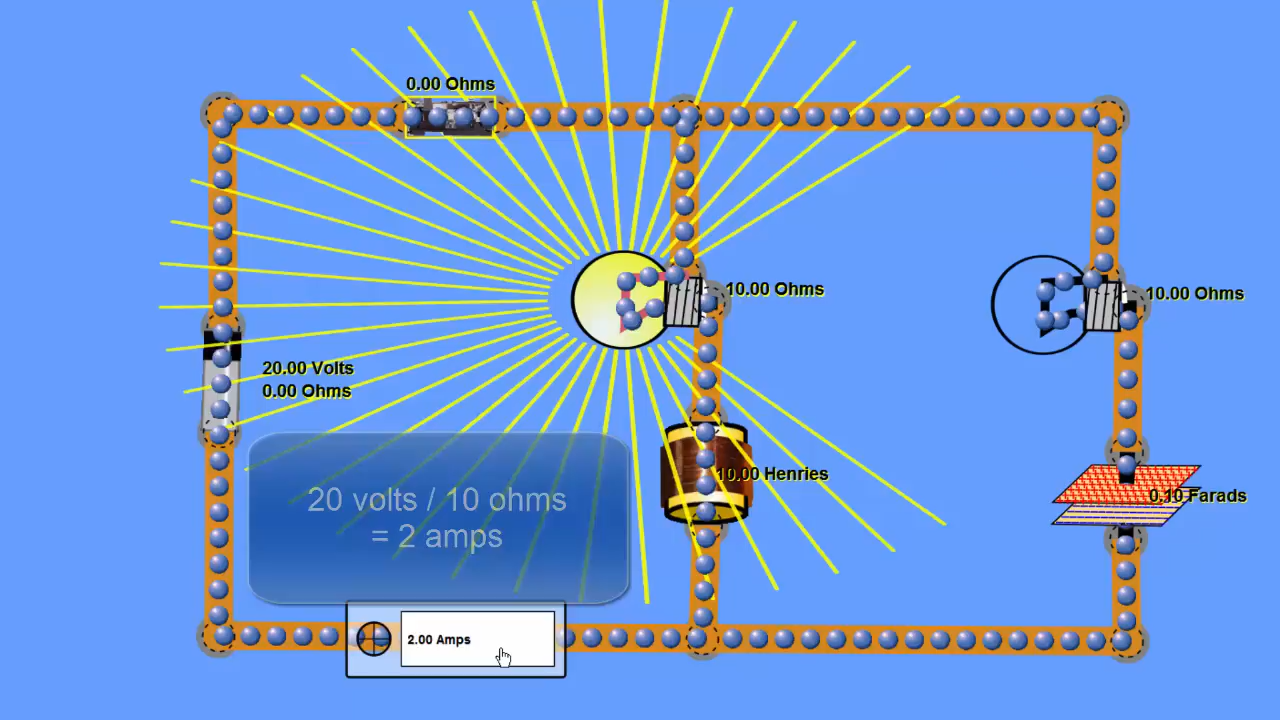 0.00 Ohms
10.00 Ohms
10.00 Ohms
20.00 Volts
0.00 Ohms
10.00 Henries
0.10 Farads
20 volts / 10 ohms
= 2 amps
2.00 Amps